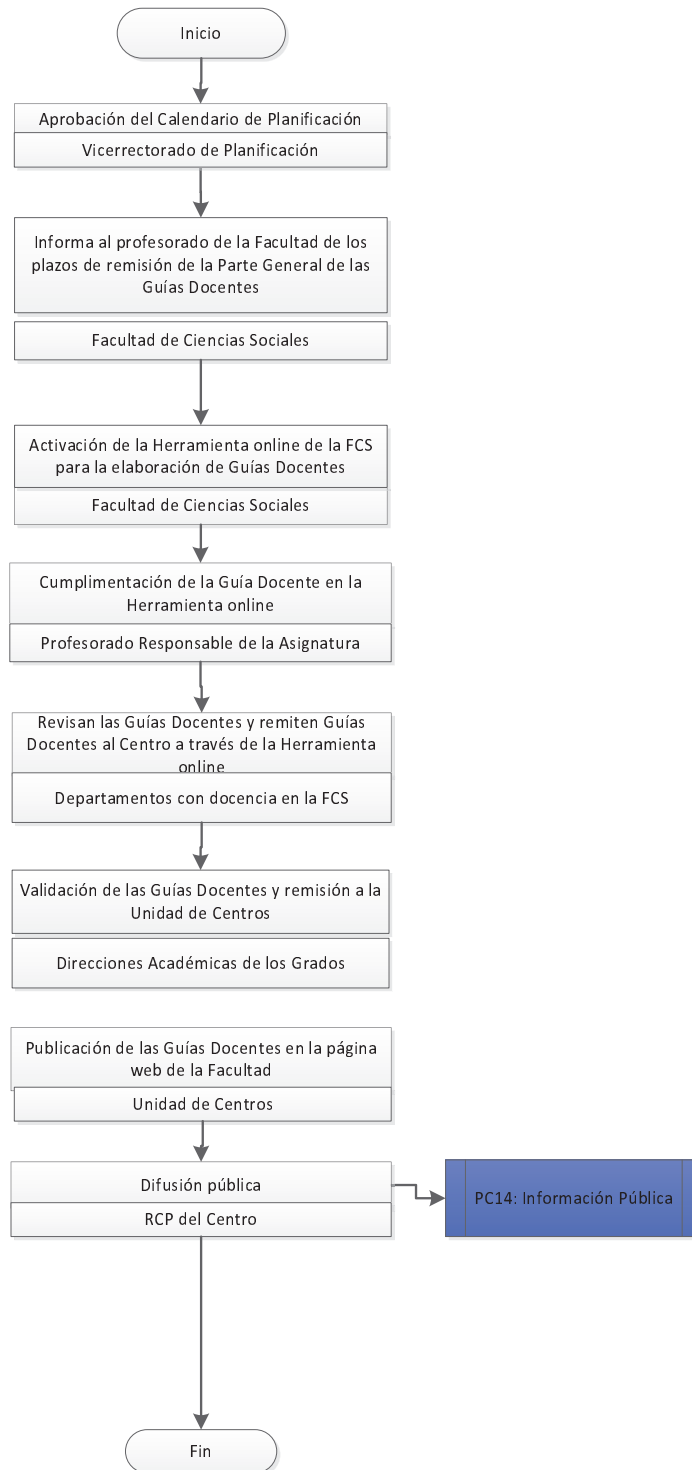 Inicio
Aprobación del Calendario de Planificación
Vicerrectorado de Planificación
Informa al profesorado de la Facultad de los
plazos de remisión de la Parte General de las
Guías Docentes
Facultad de Ciencias Sociales
Activación de la Herramienta online de la FCS
para la elaboración de Guías Docentes
Facultad de Ciencias Sociales
Cumplimentación de la Guía Docente en la
Herramienta online
Profesorado Responsable de la Asignatura
Revisan las Guías Docentes y remiten Guías
Docentes al Centro a través de la Herramienta
online
Departamentos con docencia en la FCS
Validación de las Guías Docentes y remisión a la
Unidad de Centros
Direcciones Académicas de los Grados
Publicación de las Guías Docentes en la página
web de la Facultad
Unidad de Centros
Difusión pública
RCP del Centro
PC14: Información Pública
Fin